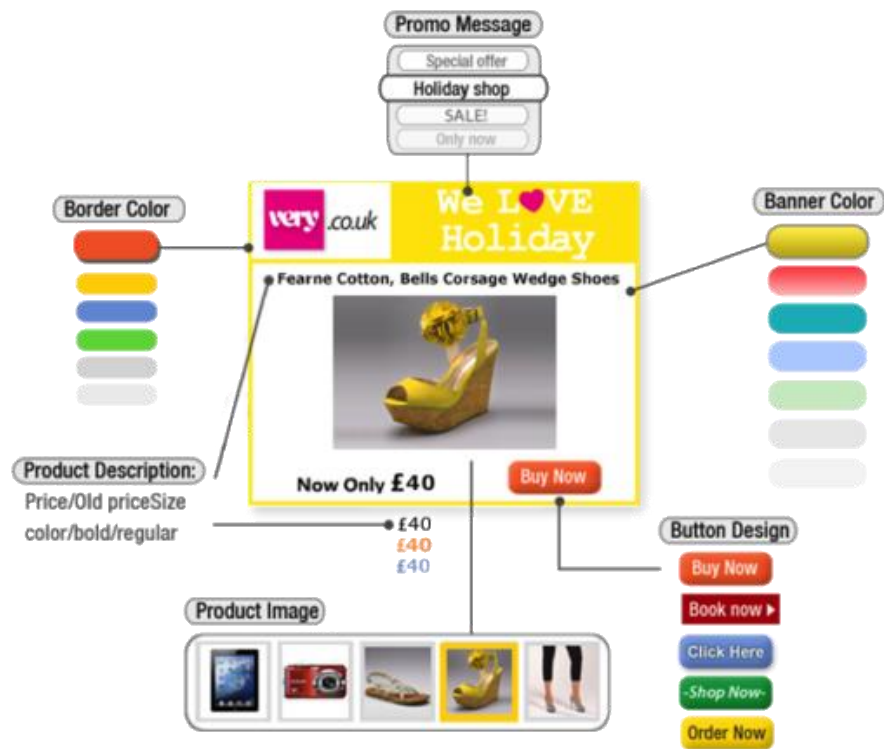 Promo Message
Special offer
Holiday shop
SALE!
Only now
Border Color
Banner Color
very.co.uk
We L❤VE
Holiday
Fearne Cotton, Bells Corsage Wedge Shoes
Now Only £40
Buy Now
Product Description:
Price/Old priceSize
color/bold/regular
£40
£40
£40
Button Design
Buy Now
Book now
Click Here
-Shop Now-
Order Now
Product Image